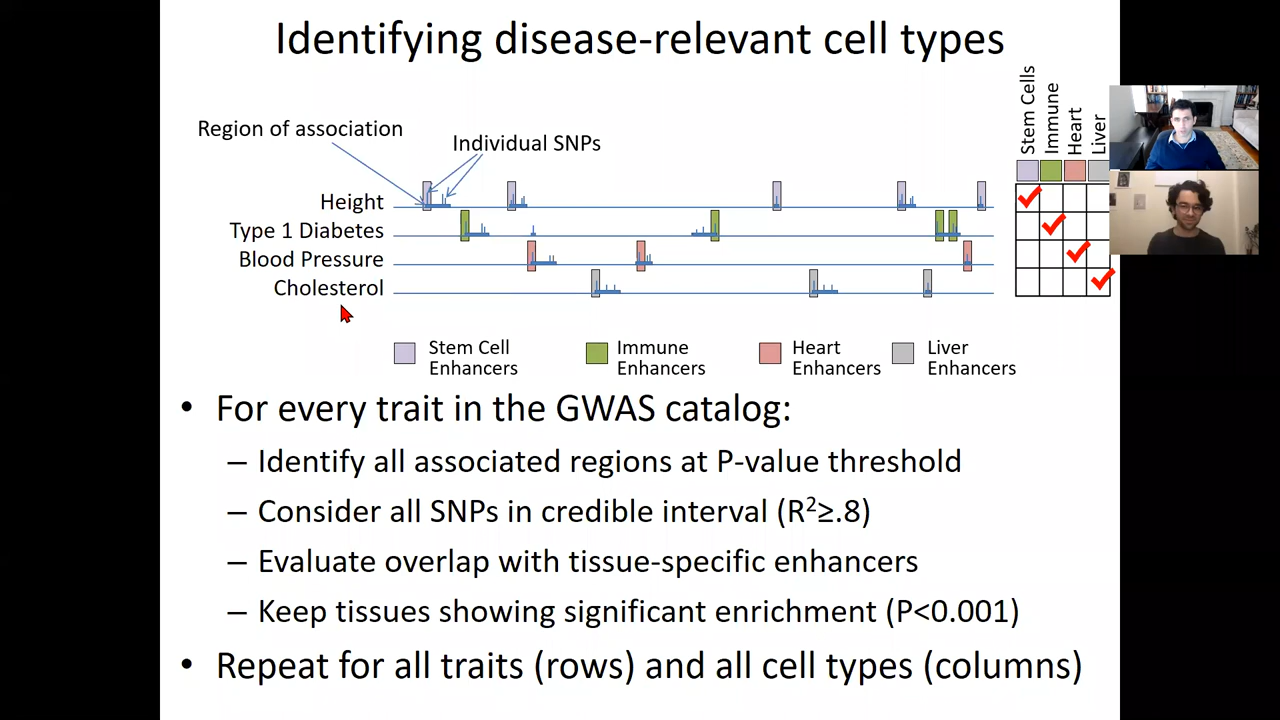 Identifying disease-relevant cell types
Stem Cells
Immune
Heart
Liver
Region of association
Individual SNPs
Height
Type 1 Diabetes
Blood Pressure
Cholesterol
Stem Cell
Enhancers
Immune
Enhancers
Heart
Enhancers
Liver
Enhancers
• For every trait in the GWAS catalog:
– Identify all associated regions at P-value threshold
– Consider all SNPs in credible interval (R²≥.8)
– Evaluate overlap with tissue-specific enhancers
– Keep tissues showing significant enrichment (P<0.001)
• Repeat for all traits (rows) and all cell types (columns)